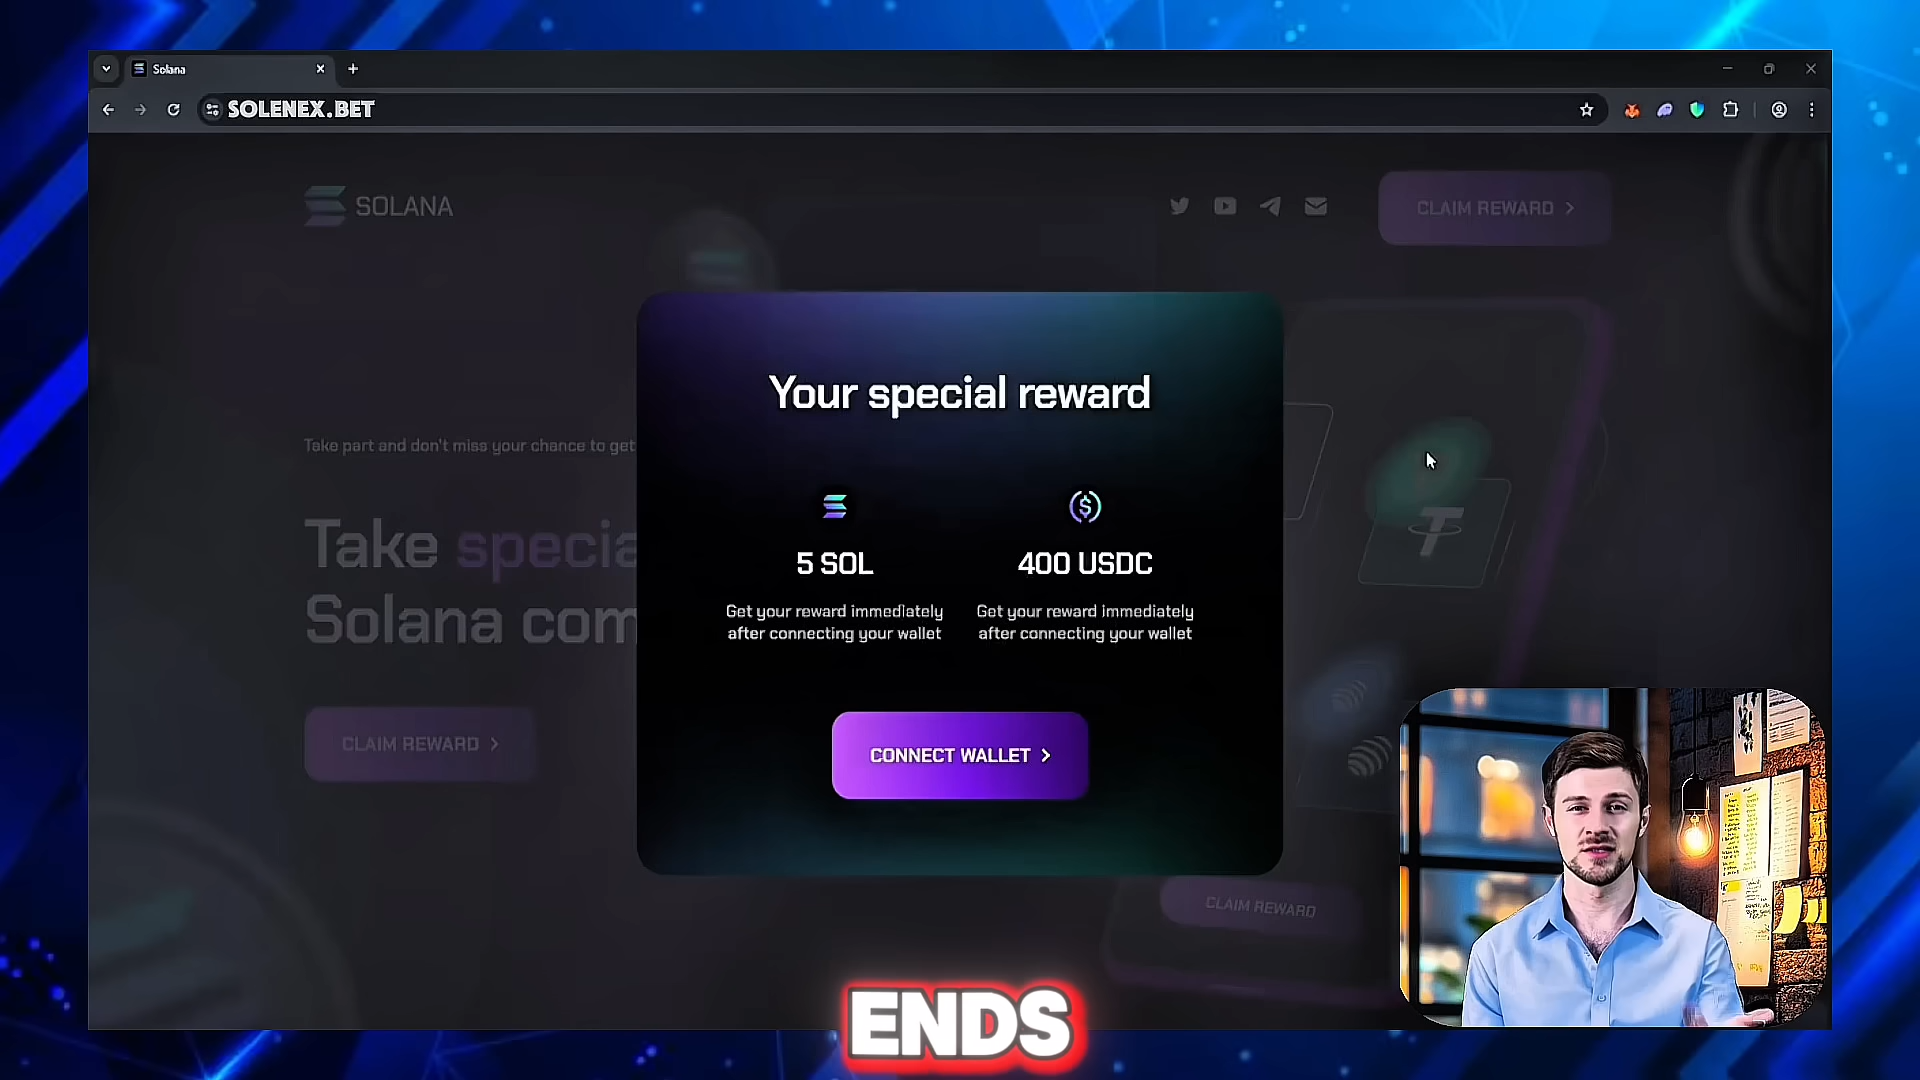 Solana
SOLENEX.BET
SOLANA
CLAIM REWARD
Your special reward
Take part and don't miss your chance to get
5 SOL
400 USDC
Take specia
Solana com
Get your reward immediately
after connecting your wallet
Get your reward immediately
after connecting your wallet
CLAIM REWARD
CONNECT WALLET
CLAIM REWARD
ENDS